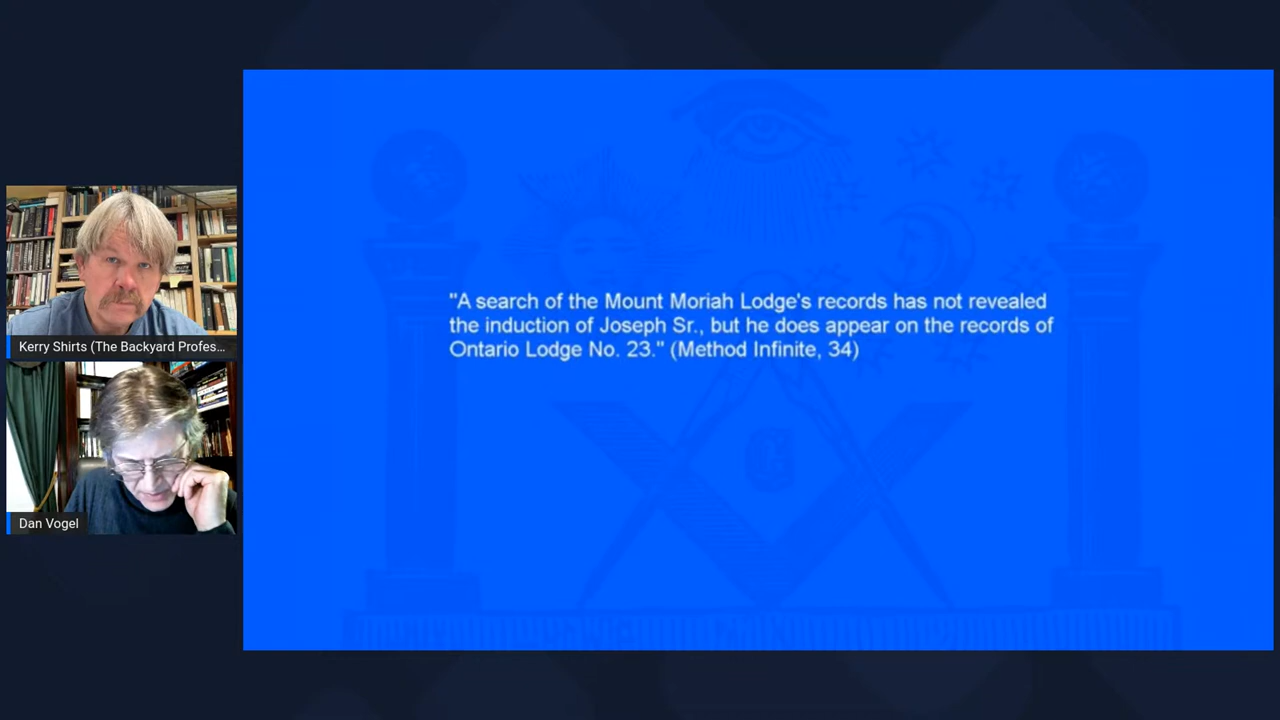 "A search of the Mount Moriah Lodge's records has not revealed
the induction of Joseph Sr., but he does appear on the records of
Ontario Lodge No. 23." (Method Infinite, 34)
Kerry Shirts (The Backyard Profes...
Dan Vogel
G